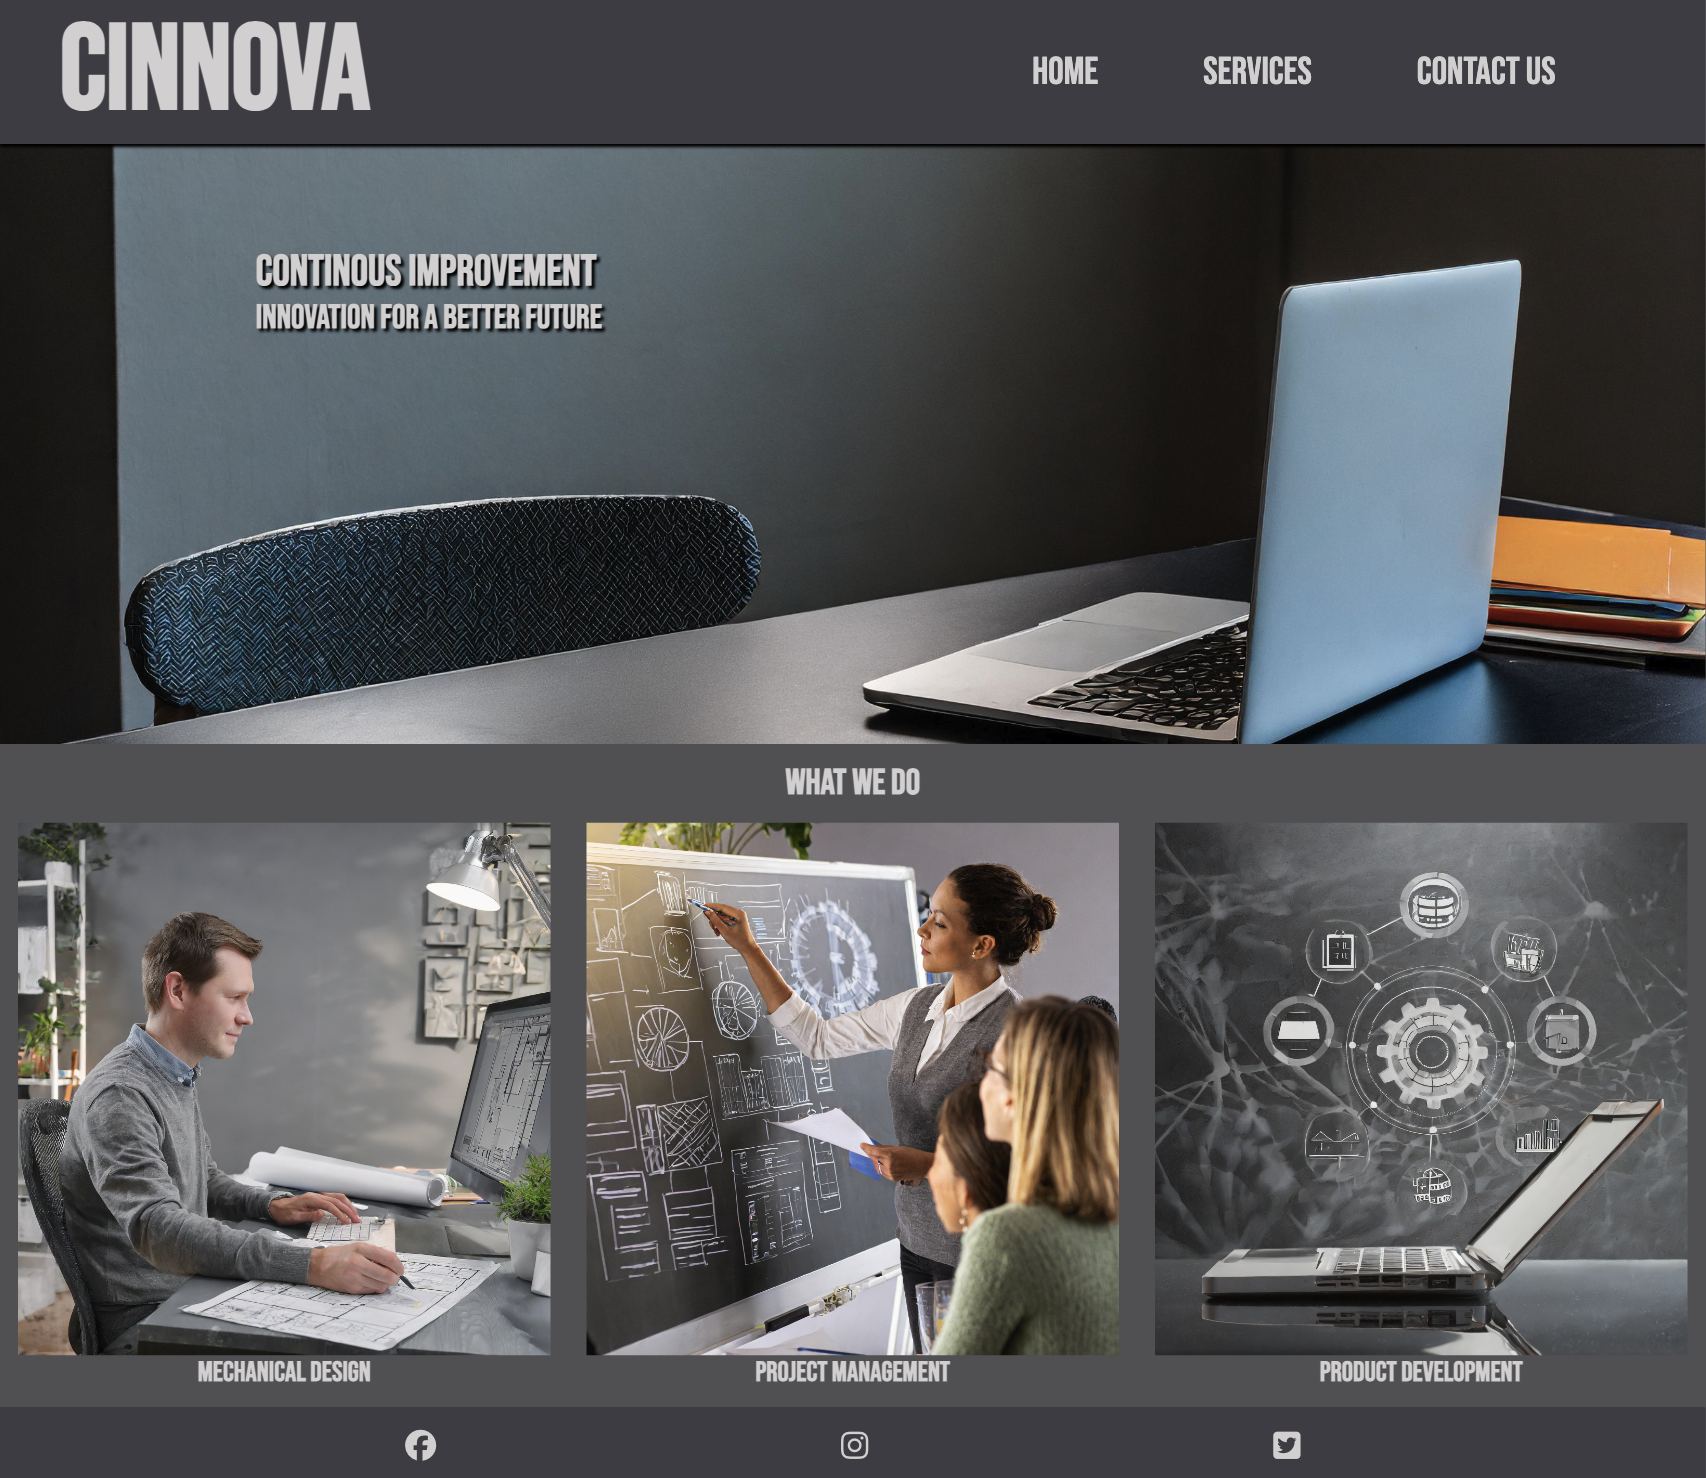 CINNOVA
HOME SERVICES CONTACT US
CONTINOUS IMPROVEMENT
INNOVATION FOR A BETTER FUTURE
WHAT WE DO
MECHANICAL DESIGN
PROJECT MANAGEMENT
PRODUCT DEVELOPMENT